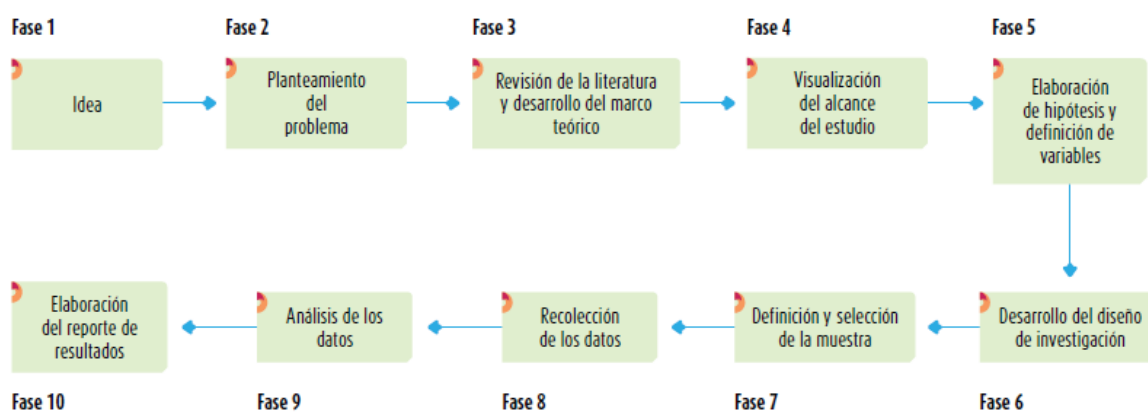 Fase 1
Idea
Fase 2
Planteamiento
del
problema
Fase 3
Revisión de la literatura
y desarrollo del marco
teórico
Fase 4
Visualización
del alcance
del estudio
Fase 5
Elaboración
de hipótesis y
definición de
variables
Desarrollo del diseño
de investigación
Fase 6
Definición y selección
de la muestra
Fase 7
Recolección
de los datos
Fase 8
Análisis de los
datos
Fase 9
Elaboración
del reporte de
resultados
Fase 10